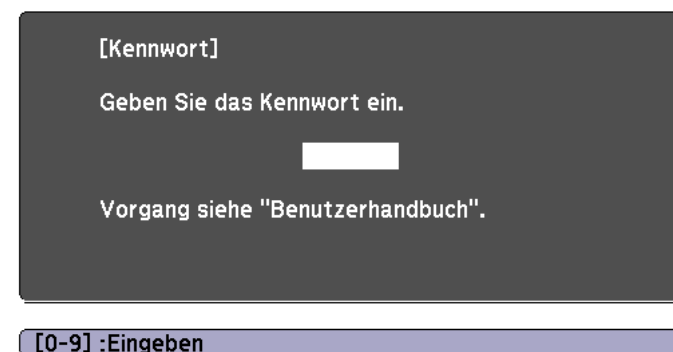 [Kennwort]
Geben Sie das Kennwort ein.
Vorgang siehe "Benutzerhandbuch".
[0-9] :Eingeben